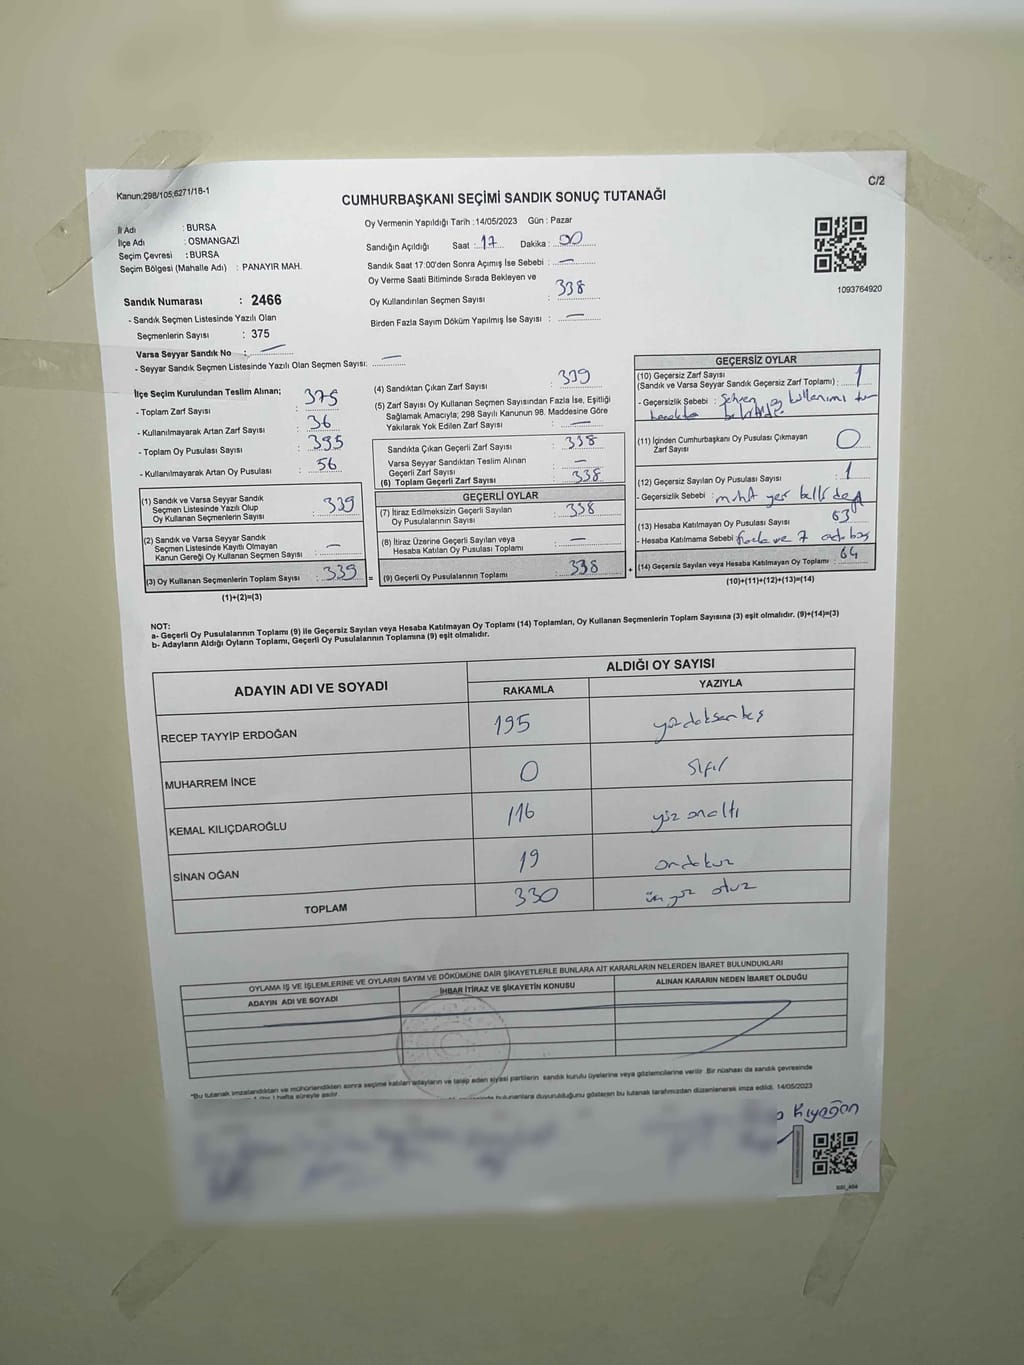 Kanun;298/105;6271/18-1
C/2
CUMHURBAŞKANI SEÇİMİ SANDIK SONUÇ TUTANAĞI
İl Adı : BURSA
İlçe Adı : OSMANGAZİ
Seçim Çevresi : BURSA
Seçim Bölgesi (Mahalle Adı) : PANAYIR MAH.
Sandık Numarası : 2466
- Sandık Seçmen Listesinde Yazılı Olan
Seçmenlerin Sayısı : 375
Varsa Seyyar Sandık No : —
- Seyyar Sandık Seçmen Listesinde Yazılı Olan Seçmen Sayısı: —
Oy Vermenin Yapıldığı Tarih : 14/05/2023 Gün : Pazar
Sandığın Açıldığı Saat : 17 Dakika : 00
Sandık Saat 17:00'den Sonra Açımış İse Sebebi : —
Oy Verme Saati Bitiminde Sırada Bekleyen ve
Oy Kullandırılan Seçmen Sayısı : 338
Birden Fazla Sayım Döküm Yapılmış İse Sayısı : —
1093764920
İlçe Seçim Kurulundan Teslim Alınan;
- Toplam Zarf Sayısı : 375
- Kullanılmayarak Artan Zarf Sayısı : 36
- Toplam Oy Pusulası Sayısı : 395
- Kullanılmayarak Artan Oy Pusulası : 56
(1) Sandık ve Varsa Seyyar Sandık
Seçmen Listesinde Yazılı Olup
Oy Kullanan Seçmenlerin Sayısı : 339
(2) Sandık ve Varsa Seyyar Sandık
Seçmen Listesinde Kayıtlı Olmayan
Kanun Gereği Oy Kullanan Seçmen Sayısı : —
(3) Oy Kullanan Seçmenlerin Toplam Sayısı : 339
(1)+(2)=(3)
(4) Sandıktan Çıkan Zarf Sayısı : 339
(5) Zarf Sayısı Oy Kullanan Seçmen Sayısından Fazla İse, Eşitliği
Sağlamak Amacıyla; 298 Sayılı Kanunun 98. Maddesine Göre
Yakılarak Yok Edilen Zarf Sayısı : —
Sandıkta Çıkan Geçerli Zarf Sayısı : 338
Varsa Seyyar Sandıktan Teslim Alınan
Geçerli Zarf Sayısı : —
(6) Toplam Geçerli Zarf Sayısı : 338
GEÇERLİ OYLAR
(7) İtiraz Edilmeksizin Geçerli Sayılan
Oy Pusulalarının Sayısı : 338
(8) İtiraz Üzerine Geçerli Sayılan veya
Hesaba Katılan Oy Pusulası Toplamı : —
= (9) Geçerli Oy Pusulalarının Toplamı : 338 +
GEÇERSİZ OYLAR
(10) Geçersiz Zarf Sayısı
(Sandık ve Varsa Seyyar Sandık Geçersiz Zarf Toplamı) : 1
- Geçersizlik Sebebi : kullanımı
(11) İçinden Cumhurbaşkanı Oy Pusulası Çıkmayan
Zarf Sayısı : 0
(12) Geçersiz Sayılan Oy Pusulası Sayısı : 1
- Geçersizlik Sebebi : yer belli
(13) Hesaba Katılmayan Oy Pusulası Sayısı : 63
- Hesaba Katılmama Sebebi : ve 7
(14) Geçersiz Sayılan veya Hesaba Katılmayan Oy Toplamı : 64
(10)+(11)+(12)+(13)=(14)
NOT:
a- Geçerli Oy Pusulalarının Toplamı (9) ile Geçersiz Sayılan veya Hesaba Katılmayan Oy Toplamı (14) Toplamları, Oy Kullanan Seçmenlerin Toplam Sayısına (3) eşit olmalıdır. (9)+(14)=(3)
b- Adayların Aldığı Oyların Toplamı, Geçerli Oy Pusulalarının Toplamına (9) eşit olmalıdır.
ADAYIN ADI VE SOYADI ALDIĞI OY SAYISI
RAKAMLA YAZIYLA
RECEP TAYYİP ERDOĞAN 195 yüzdoksanbeş
MUHARREM İNCE 0 sıfır
KEMAL KILIÇDAROĞLU 116 yüz onaltı
SİNAN OĞAN 19 ondokuz
TOPLAM 330 üç yüz otuz
OYLAMA İŞ VE İŞLEMLERİNE VE OYLARIN SAYIM VE DÖKÜMÜNE DAİR ŞİKAYETLERLE BUNLARA AİT KARARLARIN NELERDEN İBARET BULUNDUKLARI
ADAYIN ADI VE SOYADI İHBAR İTİRAZ VE ŞİKAYETİN KONUSU ALINAN KARARIN NEDEN İBARET OLDUĞU
*Bu tutanak imzalandıktan ve mühürlendikten sonra seçime katılan adayların ve talep eden siyasi partilerin sandık kurulu üyelerine veya gözlemcilerine verilir. Bir nüshası da sandık çevresinde
hafta süreyle asılır bulunanlara duyurulduğunu gösteren bu tutanak tarafımızdan düzenlenerek imza edildi. 14/05/2023